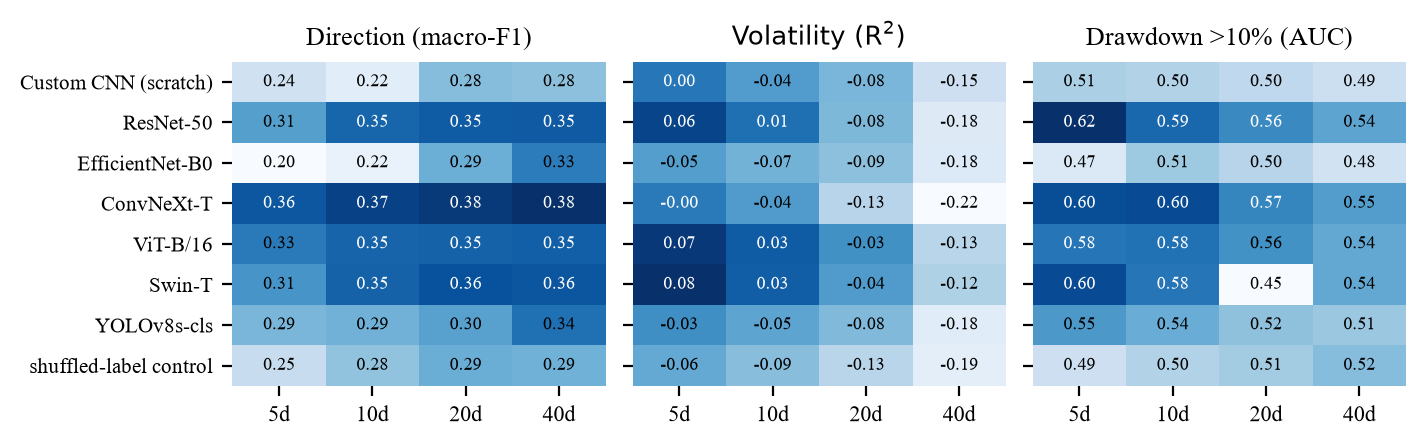 Direction (macro-F1) Volatility (R²) Drawdown >10% (AUC)
Custom CNN (scratch) 0.24 0.22 0.28 0.28 0.00 -0.04 -0.08 -0.15 0.51 0.50 0.50 0.49
ResNet-50 0.31 0.35 0.35 0.35 0.06 0.01 -0.08 -0.18 0.62 0.59 0.56 0.54
EfficientNet-B0 0.20 0.22 0.29 0.33 -0.05 -0.07 -0.09 -0.18 0.47 0.51 0.50 0.48
ConvNeXt-T 0.36 0.37 0.38 0.38 -0.00 -0.04 -0.13 -0.22 0.60 0.60 0.57 0.55
ViT-B/16 0.33 0.35 0.35 0.35 0.07 0.03 -0.03 -0.13 0.58 0.58 0.56 0.54
Swin-T 0.31 0.35 0.36 0.36 0.08 0.03 -0.04 -0.12 0.60 0.58 0.45 0.54
YOLOv8s-cls 0.29 0.29 0.30 0.34 -0.03 -0.05 -0.08 -0.18 0.55 0.54 0.52 0.51
shuffled-label control 0.25 0.28 0.29 0.29 -0.06 -0.09 -0.13 -0.19 0.49 0.50 0.51 0.52
5d 10d 20d 40d 5d 10d 20d 40d 5d 10d 20d 40d